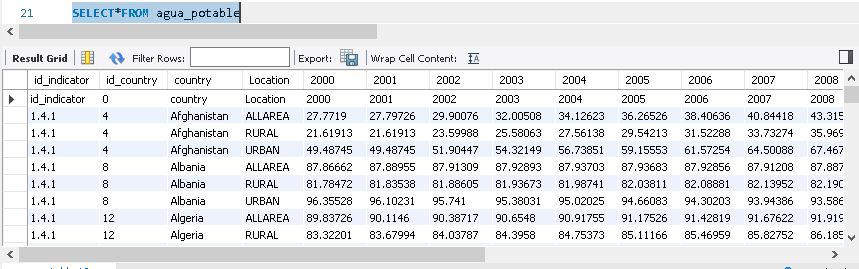 21 SELECT*FROM agua_potable
Result Grid Filter Rows: Export: Wrap Cell Content:
id_indicator id_country country Location 2000 2001 2002 2003 2004 2005 2006 2007 2008
id_indicator 0 country Location 2000 2001 2002 2003 2004 2005 2006 2007 2008
1.4.1 4 Afghanistan ALLAREA 27.7719 27.79726 29.90076 32.00508 34.12623 36.26526 38.40636 40.84418 43.315
1.4.1 4 Afghanistan RURAL 21.61913 21.61913 23.59988 25.58063 27.56138 29.54213 31.52288 33.73274 35.969
1.4.1 4 Afghanistan URBAN 49.48745 49.48745 51.90447 54.32149 56.73851 59.15553 61.57254 64.50088 67.467
1.4.1 8 Albania ALLAREA 87.86662 87.88955 87.91309 87.92893 87.93703 87.93683 87.92856 87.91208 87.887
1.4.1 8 Albania RURAL 81.78472 81.83538 81.88605 81.93673 81.98741 82.03811 82.08881 82.13952 82.190
1.4.1 8 Albania URBAN 96.35528 96.10231 95.741 95.38031 95.02025 94.66083 94.30203 93.94386 93.586
1.4.1 12 Algeria ALLAREA 89.83726 90.1146 90.38717 90.6548 90.91755 91.17526 91.42819 91.67622 91.919
1.4.1 12 Algeria RURAL 83.32201 83.67994 84.03787 84.3958 84.75373 85.11166 85.46959 85.82752 86.185